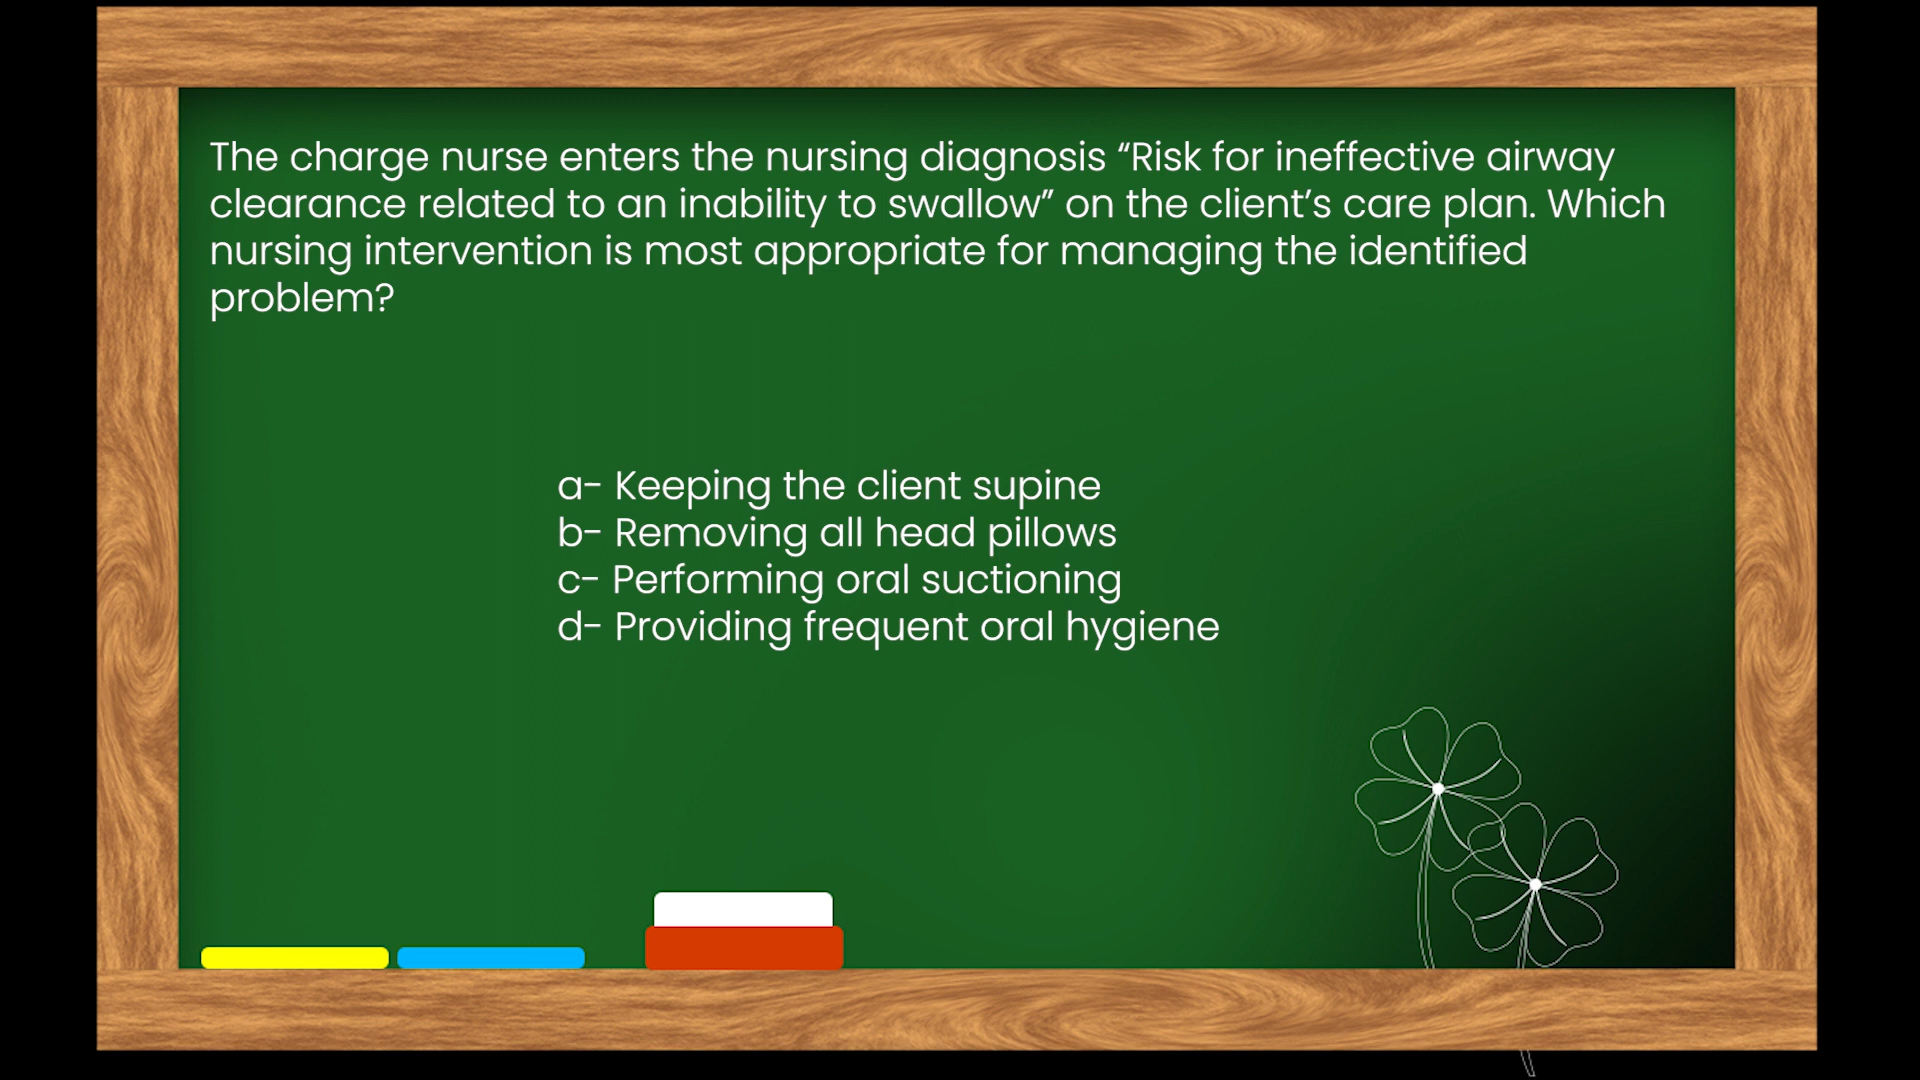 The charge nurse enters the nursing diagnosis “Risk for ineffective airway
clearance related to an inability to swallow” on the client’s care plan. Which
nursing intervention is most appropriate for managing the identified
problem?
a- Keeping the client supine
b- Removing all head pillows
c- Performing oral suctioning
d- Providing frequent oral hygiene